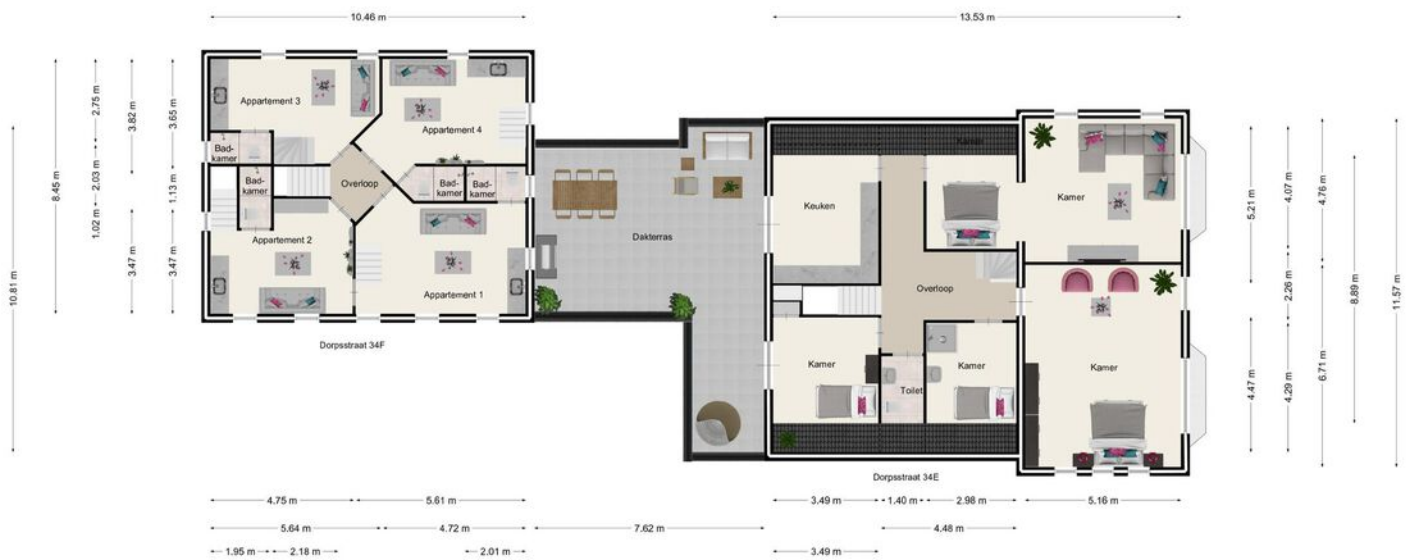 10.46 m
13.53 m
Appartement 3
Appartement 4
Bad-
kamer
Bad-
kamer
Overloop
Bad-
kamer
Bad-
kamer
Appartement 2
Appartement 1
Dorpsstraat 34F
Dakterras
Kamer
Keuken
Kamer
Overloop
Kamer
Toilet
Kamer
Kamer
Dorpsstraat 34E
10.81 m
8.45 m
2.75 m
2.03 m
1.02 m
3.82 m
3.47 m
3.65 m
1.13 m
3.47 m
5.21 m
4.47 m
4.07 m
2.26 m
4.29 m
4.76 m
6.71 m
8.89 m
11.57 m
4.75 m
5.61 m
3.49 m
1.40 m
2.98 m
5.16 m
5.64 m
4.72 m
7.62 m
4.48 m
1.95 m
2.18 m
2.01 m
3.49 m